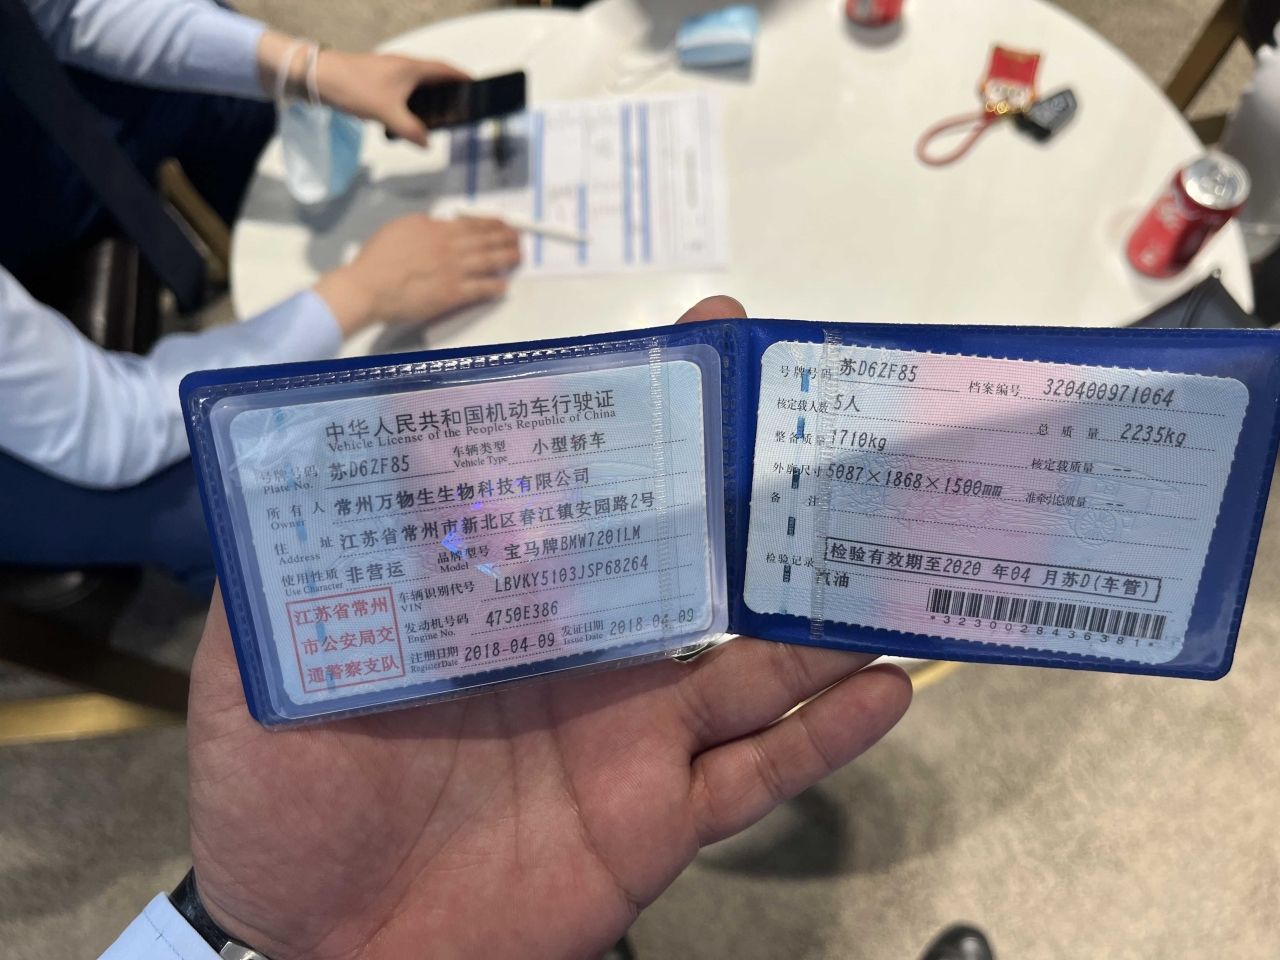 中华人民共和国机动车行驶证
Vehicle License of the People's Republic of China
号牌号码 苏D6ZF85 车辆类型 小型轿车
Plate No. Vehicle Type
所有人 常州万物生生物科技有限公司
Owner
住址 江苏省常州市新北区春江镇安园路2号
Address
使用性质 非营运 品牌型号 宝马牌BMW7201LM
Use Character Model
车辆识别代号 LBVKY5103JSP68264
VIN
发动机号码 4750E386
Engine No.
注册日期 2018-04-09 发证日期 2018-04-09
Register Date Issue Date
江苏省常州
市公安局交
通警察支队
号牌号码 苏D6ZF85 档案编号 320400971064
核定载人数 5人 总质量 2235kg
整备质量 1710kg 核定载质量 --
外廓尺寸 5087×1868×1500mm 准牵引总质量 --
备注
检验记录 检验有效期至2020年04月苏D(车管)
汽油
*3230028436381*